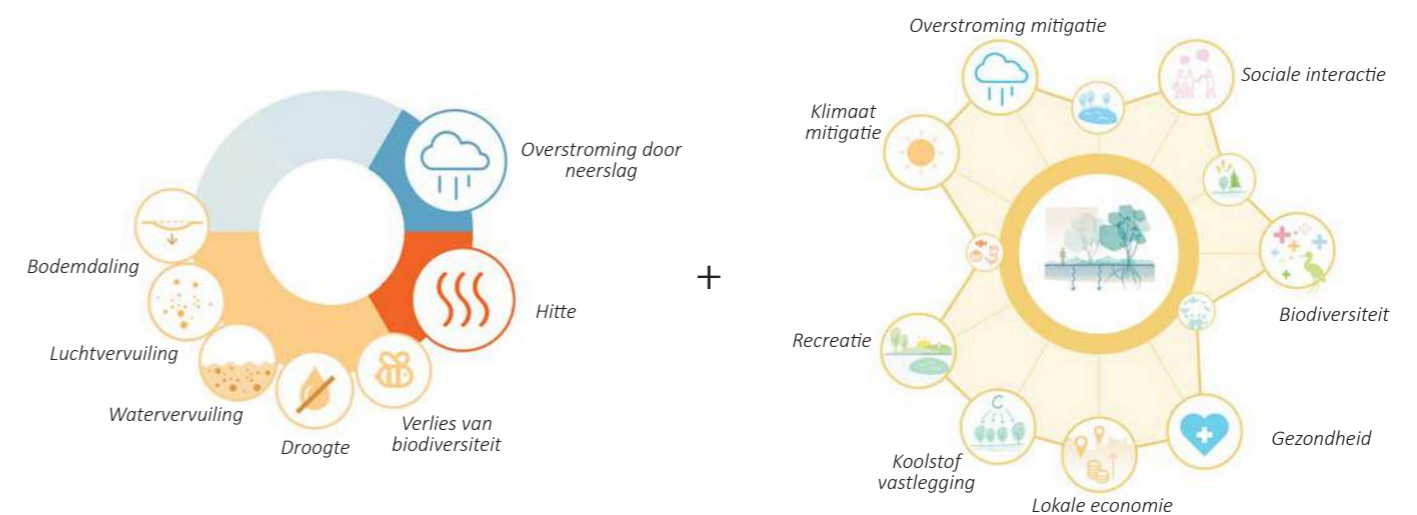 Overstroming door
neerslag
Hitte
Verlies van
biodiversiteit
Droogte
Watervervuiling
Luchtvervuiling
Bodemdaling
+
Overstroming mitigatie
Sociale interactie
Klimaat
mitigatie
Biodiversiteit
Recreatie
Gezondheid
C
Koolstof
vastlegging
Lokale economie